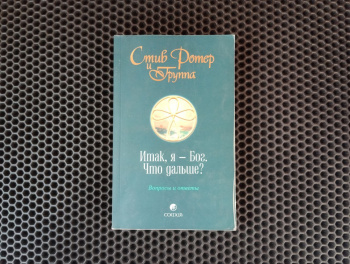 Стив Ротер
и
Группа
Итак, я – Бог.
Что дальше?
Вопросы и ответы
СОФИЯ